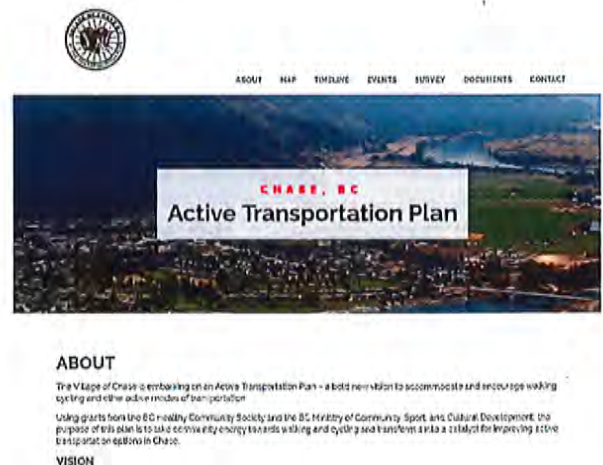 ABOUT MAP TIMELINE EVENTS SURVEY DOCUMENTS CONTACT
CHASE, BC
Active Transportation Plan
ABOUT
The Village of Chase is embarking on an Active Transportation Plan – a bold new vision to accommodate and encourage walking
cycling and other active modes of transportation
Using grants from the BC Healthy Community Society and the BC Ministry of Community, Sport, and Cultural Development, the
purpose of this plan is to take community energy towards walking and cycling and transform it into a catalyst for improving active
transportation options in Chase.
VISION